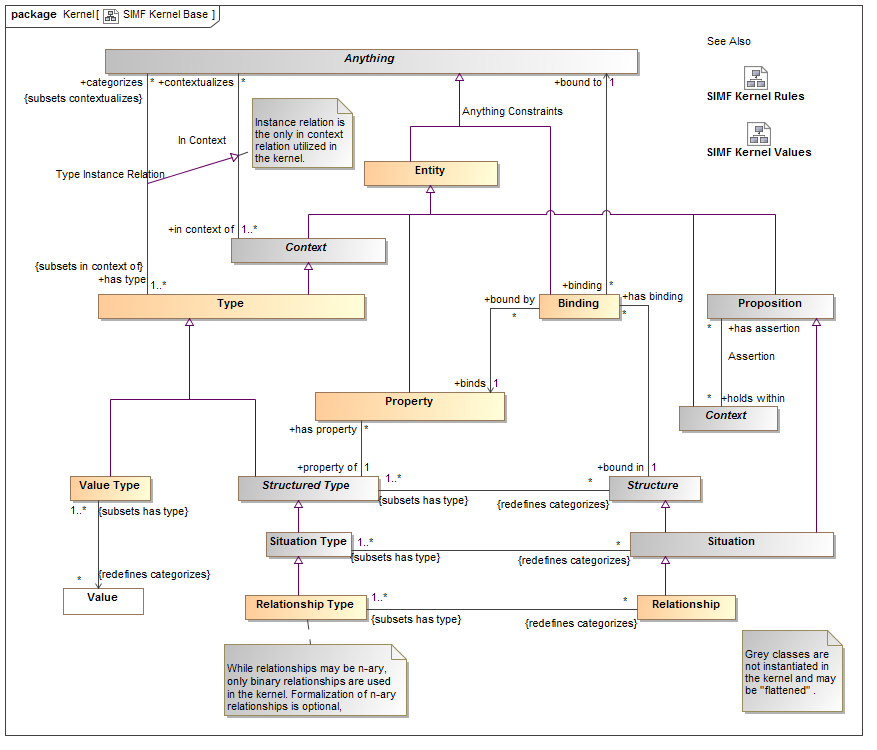 package Kernel [ SIMF Kernel Base ]
See Also
Anything
+categorizes * +contextualizes *
+bound to 1
{subsets contextualizes}
SIMF Kernel Rules
Anything Constraints
Instance relation is
the only in context
relation utilized in
the kernel.
In Context
SIMF Kernel Values
Type Instance Relation
Entity
+in context of 1..*
Context
{subsets in context of}
+has type 1..*
+binding *
+bound by
*
+has binding
*
Type
Binding
Proposition
* +has assertion
Assertion
+binds 1
* +holds within
Property
Context
+has property *
+property of 1
+bound in 1
Value Type
Structured Type
1..*
*
Structure
{subsets has type}
{redefines categorizes}
1..* {subsets has type}
Situation Type
1..*
*
Situation
{subsets has type}
{redefines categorizes}
{redefines categorizes}
*
Value
Relationship Type
1..*
*
Relationship
{subsets has type}
{redefines categorizes}
While relationships may be n-ary,
only binary relationships are used
in the kernel. Formalization of n-ary
relationships is optional,
Grey classes are
not instantiated in
the kernel and may
be "flattened" .